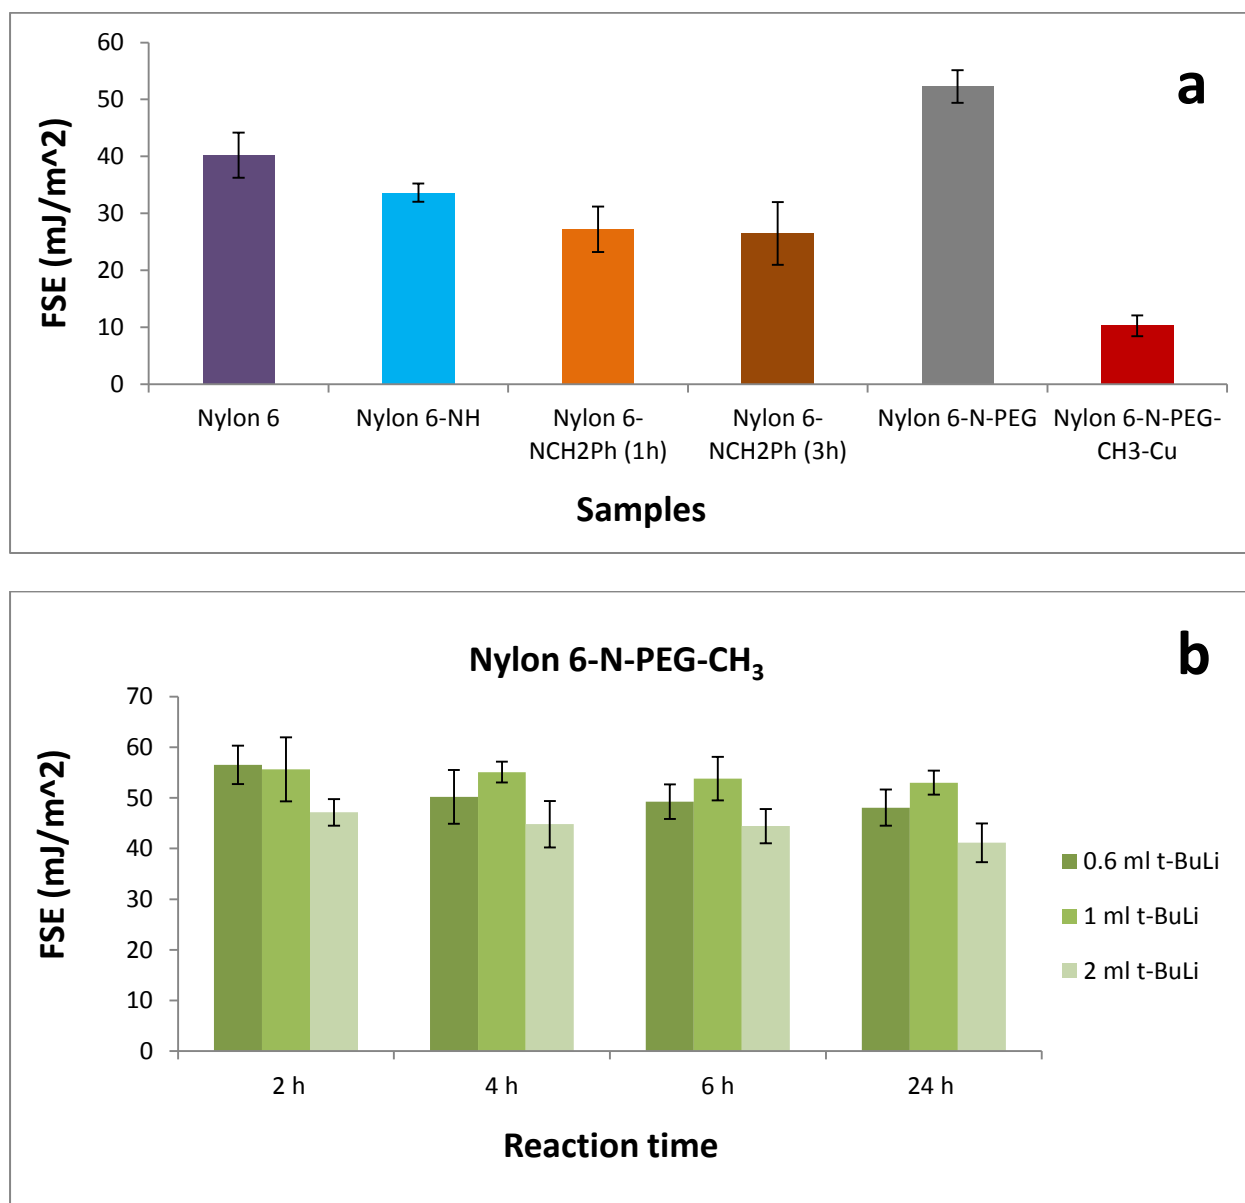 a
60
50
40
30
20
10
0
FSE (mJ/m^2)
Nylon 6
Nylon 6-NH
Nylon 6-
NCH2Ph (1h)
Nylon 6-
NCH2Ph (3h)
Nylon 6-N-PEG
Nylon 6-N-PEG-
CH3-Cu
Samples
b
Nylon 6-N-PEG-CH₃
70
60
50
40
30
20
10
0
FSE (mJ/m^2)
2 h
4 h
6 h
24 h
Reaction time
0.6 ml t-BuLi
1 ml t-BuLi
2 ml t-BuLi